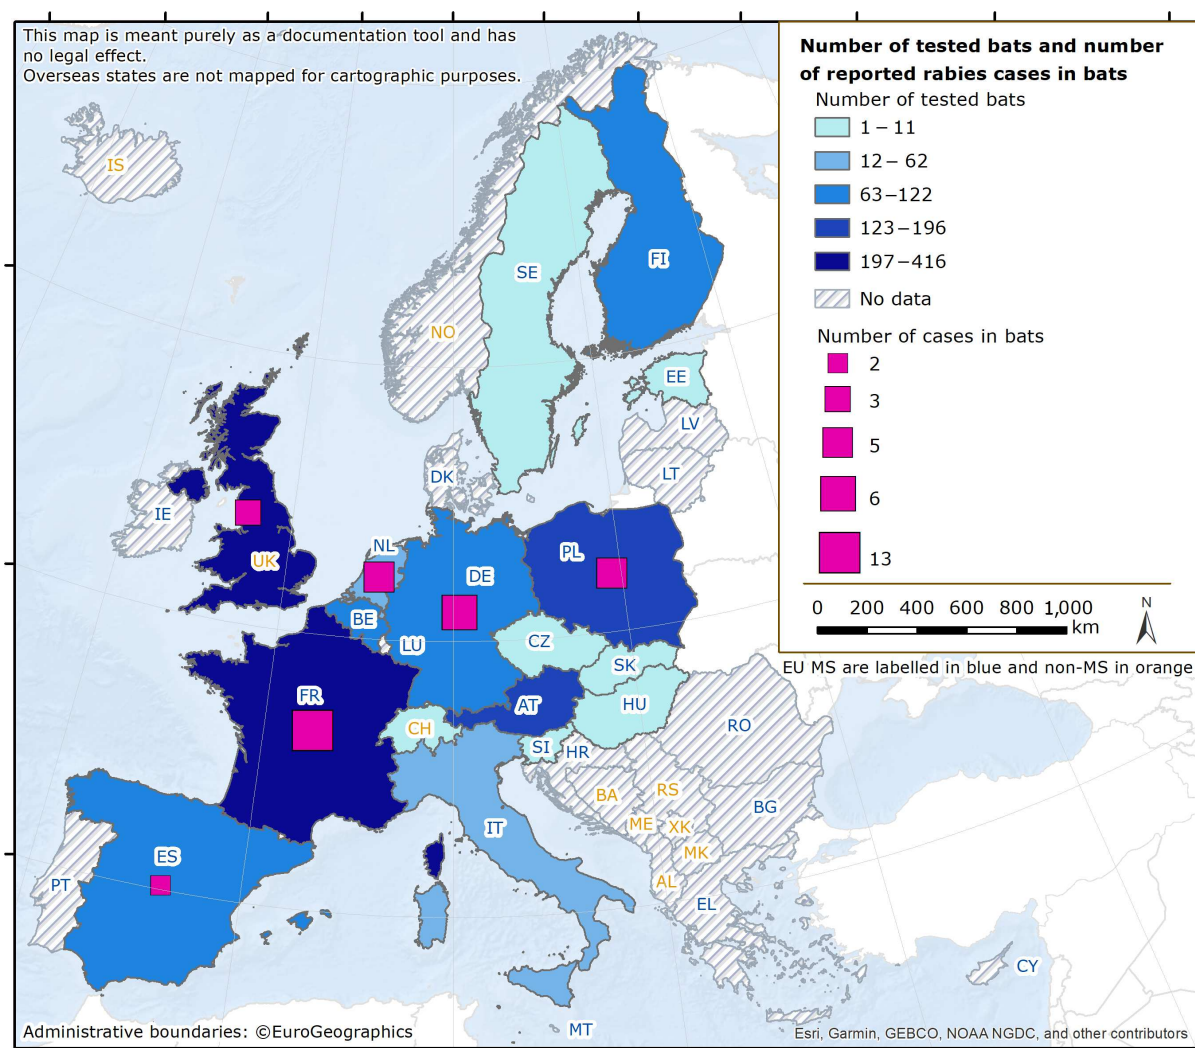 This map is meant purely as a documentation tool and has
no legal effect.
Overseas states are not mapped for cartographic purposes.
Number of tested bats and number
of reported rabies cases in bats
Number of tested bats
1 – 11
12 – 62
63–122
123–196
197–416
No data
Number of cases in bats
2
3
5
6
13
0 200 400 600 800 1,000
km
N
EU MS are labelled in blue and non-MS in orange
IS
SE
FI
NO
EE
LV
LT
DK
IE
UK
NL
PL
DE
BE
LU
CZ
SK
FR
AT
HU
CH
SI
HR
RO
BA
RS
BG
ME
XK
IT
MK
ES
AL
PT
EL
CY
MT
Administrative boundaries: ©EuroGeographics
Esri, Garmin, GEBCO, NOAA NGDC, and other contributors